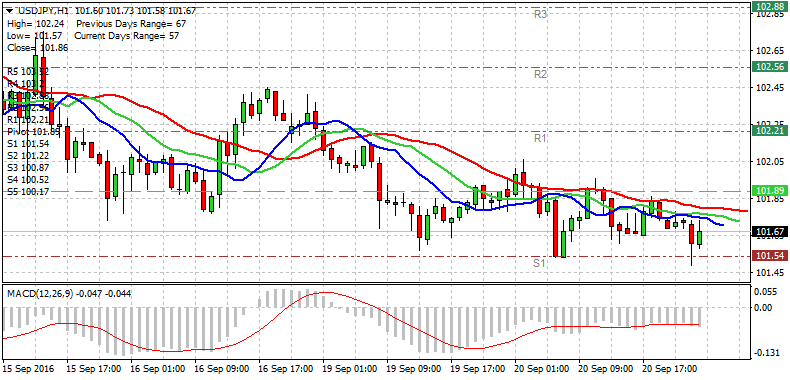 USDJPY,H1 101.60 101.73 101.58 101.67
High= 102.24 Previous Days Range= 67
Low= 101.57 Current Days Range= 57
Close= 101.86
R1 102.21
Pivot 101.89
S1 101.54
S2 101.22
S3 100.87
S4 100.52
S5 100.17
R3
R2
R1
S1
102.88
102.85
102.65
102.56
102.45
102.21
102.05
101.89
101.85
101.67
101.54
101.45
MACD(12,26,9) -0.047 -0.044
0.055
0.00
-0.131
15 Sep 2016 15 Sep 17:00 16 Sep 01:00 16 Sep 09:00 16 Sep 17:00 19 Sep 01:00 19 Sep 09:00 19 Sep 17:00 20 Sep 01:00 20 Sep 09:00 20 Sep 17:00